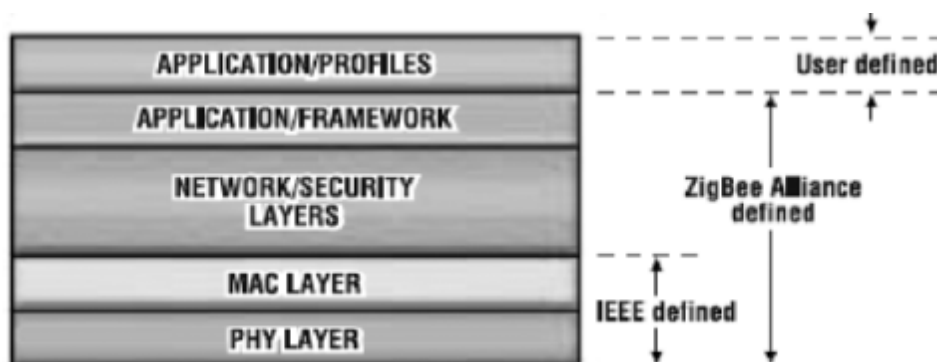 APPLICATION/PROFILES
User defined
APPLICATION/FRAMEWORK
NETWORK/SECURITY
LAYERS
ZigBee Alliance
defined
MAC LAYER
IEEE defined
PHY LAYER